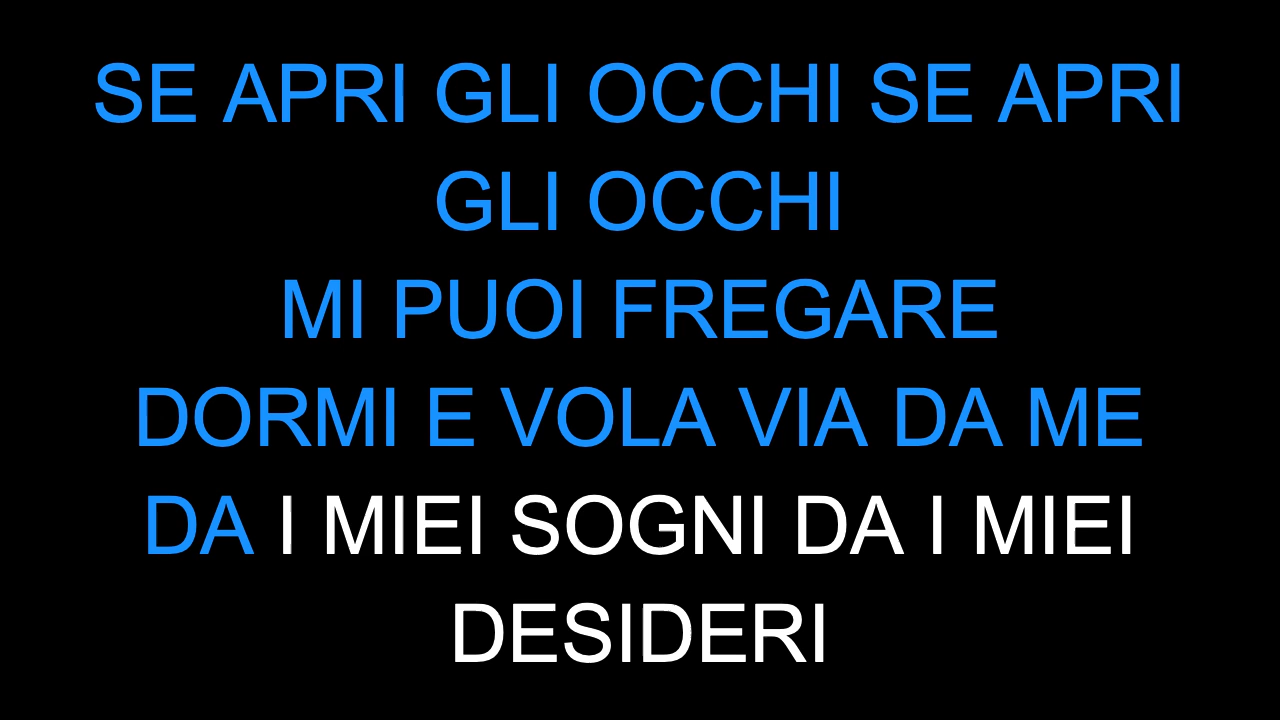 SE APRI GLI OCCHI SE APRI
GLI OCCHI
MI PUOI FREGARE
DORMI E VOLA VIA DA ME
DA I MIEI SOGNI DA I MIEI
DESIDERI